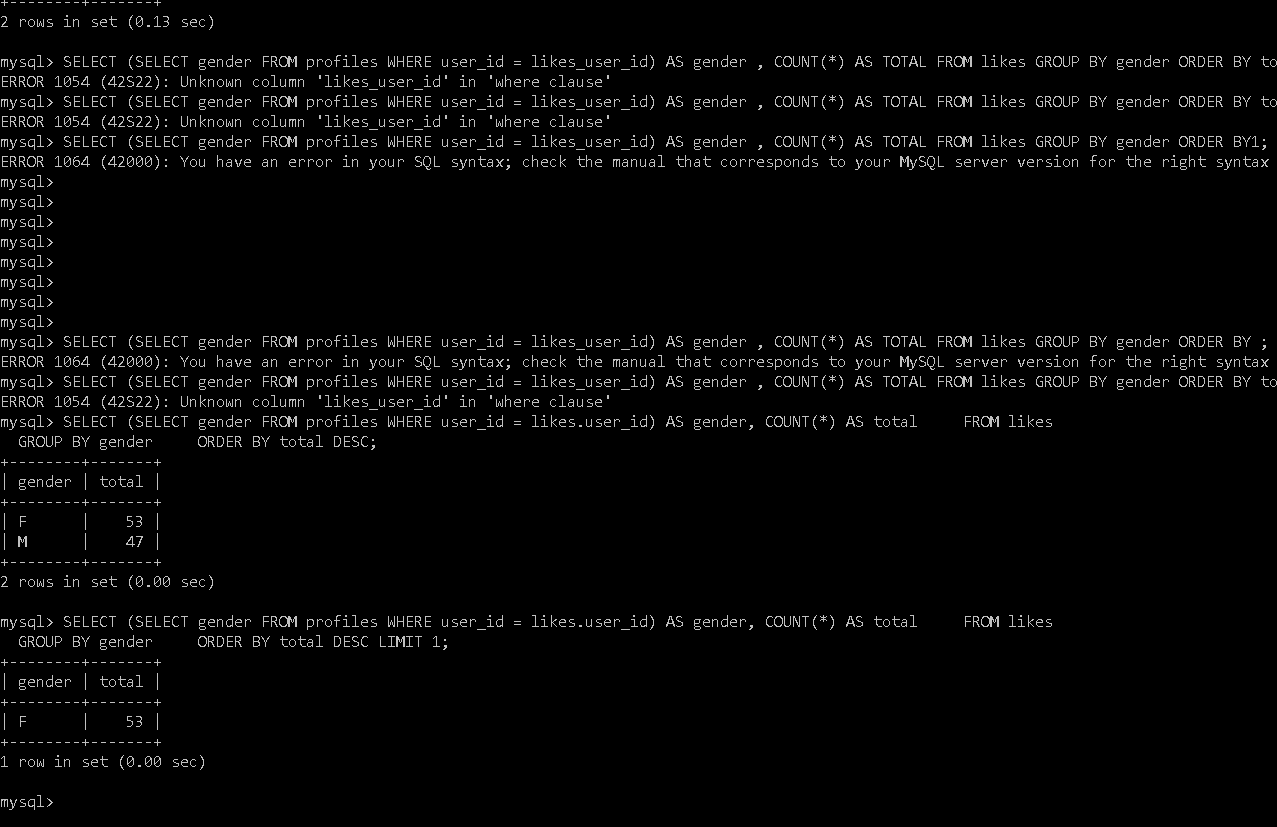 +--------+-------+
2 rows in set (0.13 sec)
mysql> SELECT (SELECT gender FROM profiles WHERE user_id = likes_user_id) AS gender , COUNT(*) AS TOTAL FROM likes GROUP BY gender ORDER BY to
ERROR 1054 (42S22): Unknown column 'likes_user_id' in 'where clause'
mysql> SELECT (SELECT gender FROM profiles WHERE user_id = likes_user_id) AS gender , COUNT(*) AS TOTAL FROM likes GROUP BY gender ORDER BY to
ERROR 1054 (42S22): Unknown column 'likes_user_id' in 'where clause'
mysql> SELECT (SELECT gender FROM profiles WHERE user_id = likes_user_id) AS gender , COUNT(*) AS TOTAL FROM likes GROUP BY gender ORDER BY1;
ERROR 1064 (42000): You have an error in your SQL syntax; check the manual that corresponds to your MySQL server version for the right syntax
mysql>
mysql>
mysql>
mysql>
mysql>
mysql>
mysql>
mysql>
mysql> SELECT (SELECT gender FROM profiles WHERE user_id = likes_user_id) AS gender , COUNT(*) AS TOTAL FROM likes GROUP BY gender ORDER BY ;
ERROR 1064 (42000): You have an error in your SQL syntax; check the manual that corresponds to your MySQL server version for the right syntax
mysql> SELECT (SELECT gender FROM profiles WHERE user_id = likes_user_id) AS gender , COUNT(*) AS TOTAL FROM likes GROUP BY gender ORDER BY to
ERROR 1054 (42S22): Unknown column 'likes_user_id' in 'where clause'
mysql> SELECT (SELECT gender FROM profiles WHERE user_id = likes.user_id) AS gender, COUNT(*) AS total     FROM likes
  GROUP BY gender     ORDER BY total DESC;
+--------+-------+
| gender | total |
+--------+-------+
| F      |    53 |
| M      |    47 |
+--------+-------+
2 rows in set (0.00 sec)
mysql> SELECT (SELECT gender FROM profiles WHERE user_id = likes.user_id) AS gender, COUNT(*) AS total     FROM likes
  GROUP BY gender     ORDER BY total DESC LIMIT 1;
+--------+-------+
| gender | total |
+--------+-------+
| F      |    53 |
+--------+-------+
1 row in set (0.00 sec)
mysql>